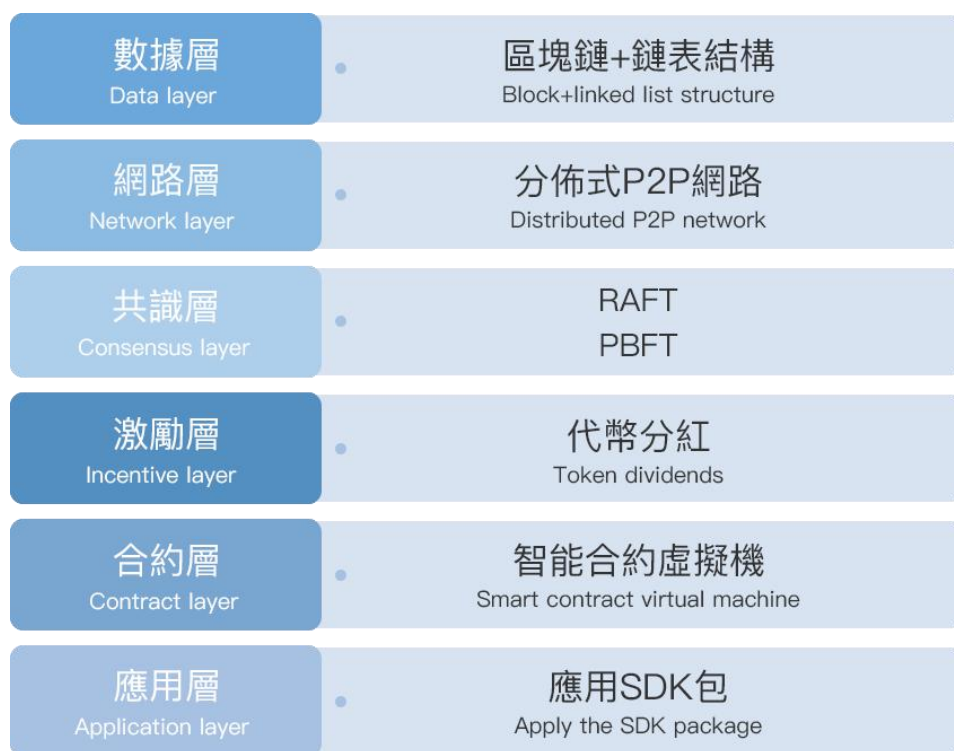 數據層
Data layer
區塊鏈+鏈表結構
Block+linked list structure
網路層
Network layer
分佈式P2P網路
Distributed P2P network
共識層
Consensus layer
RAFT
PBFT
激勵層
Incentive layer
代幣分紅
Token dividends
合約層
Contract layer
智能合約虛擬機
Smart contract virtual machine
應用層
Application layer
應用SDK包
Apply the SDK package